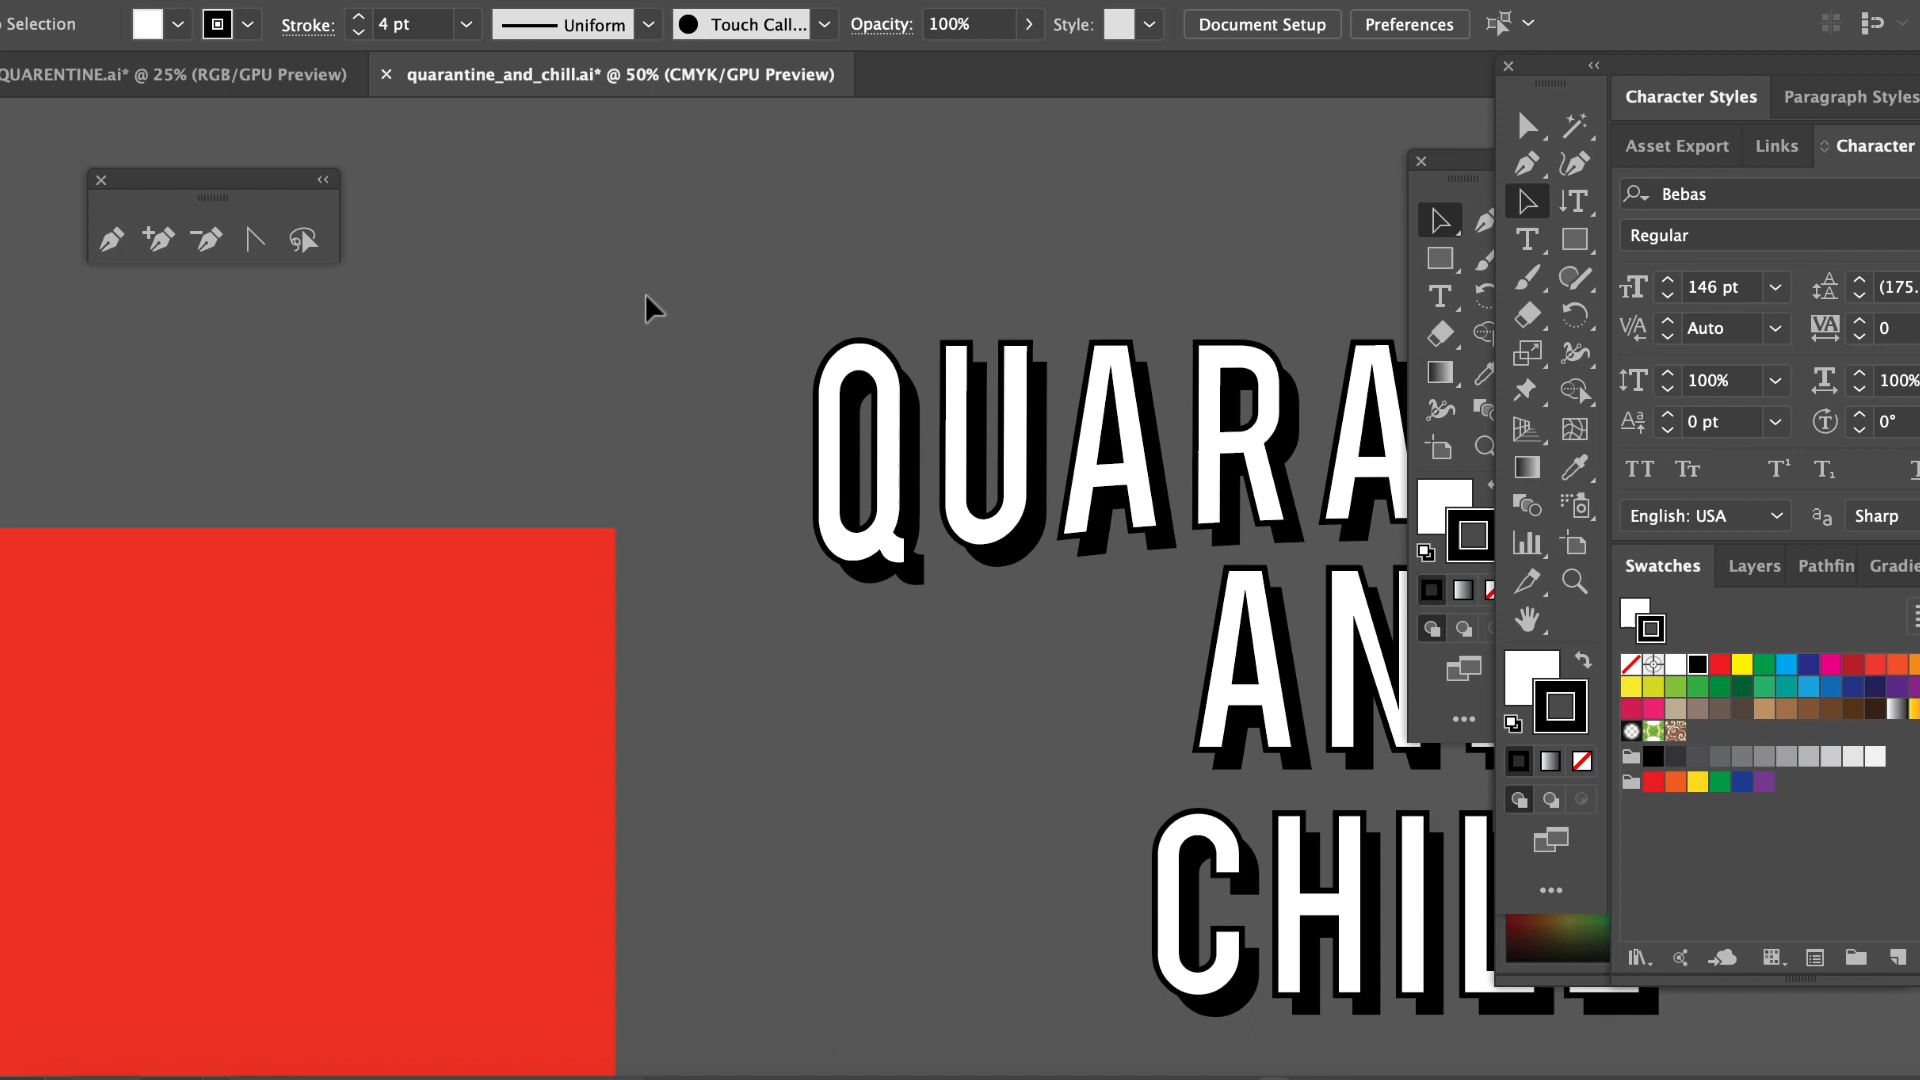 Selection
Stroke: 4 pt Uniform Touch Call... Opacity: 100% Style: Document Setup Preferences
QUARENTINE.ai* @ 25% (RGB/GPU Preview) × quarantine_and_chill.ai* @ 50% (CMYK/GPU Preview)
Character Styles Paragraph Styles
Asset Export Links Character
Bebas
Regular
146 pt (175.
Auto 0
100% 100%
0 pt 0°
English: USA Sharp
Swatches Layers Pathfin Gradie
QUARA
AN
CHILL